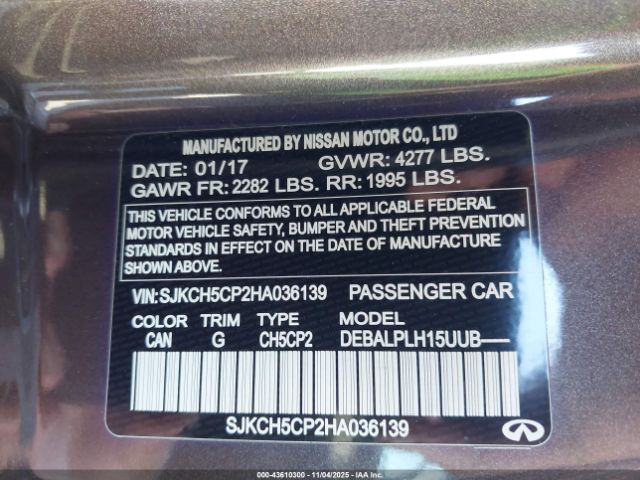 MANUFACTURED BY NISSAN MOTOR CO., LTD
DATE: 01/17 GVWR: 4277 LBS.
GAWR FR: 2282 LBS. RR: 1995 LBS.
THIS VEHICLE CONFORMS TO ALL APPLICABLE FEDERAL
MOTOR VEHICLE SAFETY, BUMPER AND THEFT PREVENTION
STANDARDS IN EFFECT ON THE DATE OF MANUFACTURE
SHOWN ABOVE.
VIN: SJKCH5CP2HA036139 PASSENGER CAR
COLOR TRIM TYPE MODEL
CAN G CH5CP2 DEBALPLH15UUB-----
SJKCH5CP2HA036139
000-43610300 - 11/04/2025 - IAAI.com